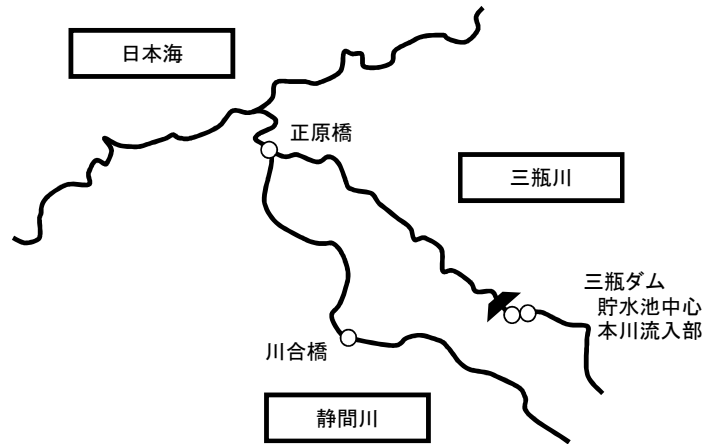 日本海
正原橋
三瓶川
三瓶ダム
貯水池中心
本川流入部
川合橋
静間川